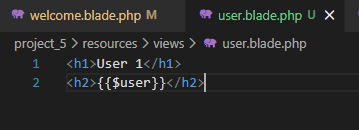 welcome.blade.php M user.blade.php U ×
project_5 > resources > views > user.blade.php
1 <h1>User 1</h1>
2 <h2>{{$user}}</h2>